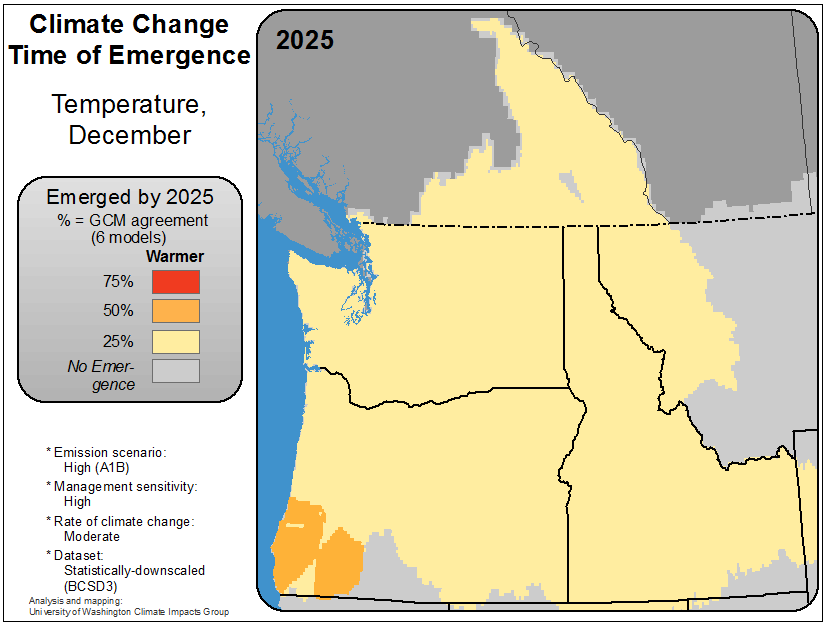 Climate Change
Time of Emergence
Temperature,
December
Emerged by 2025
% = GCM agreement
(6 models)
Warmer
75%
50%
25%
No Emer-
gence
* Emission scenario:
High (A1B)
* Management sensitivity:
High
* Rate of climate change:
Moderate
* Dataset:
Statistically-downscaled
(BCSD3)
Analysis and mapping:
University of Washington Climate Impacts Group
2025